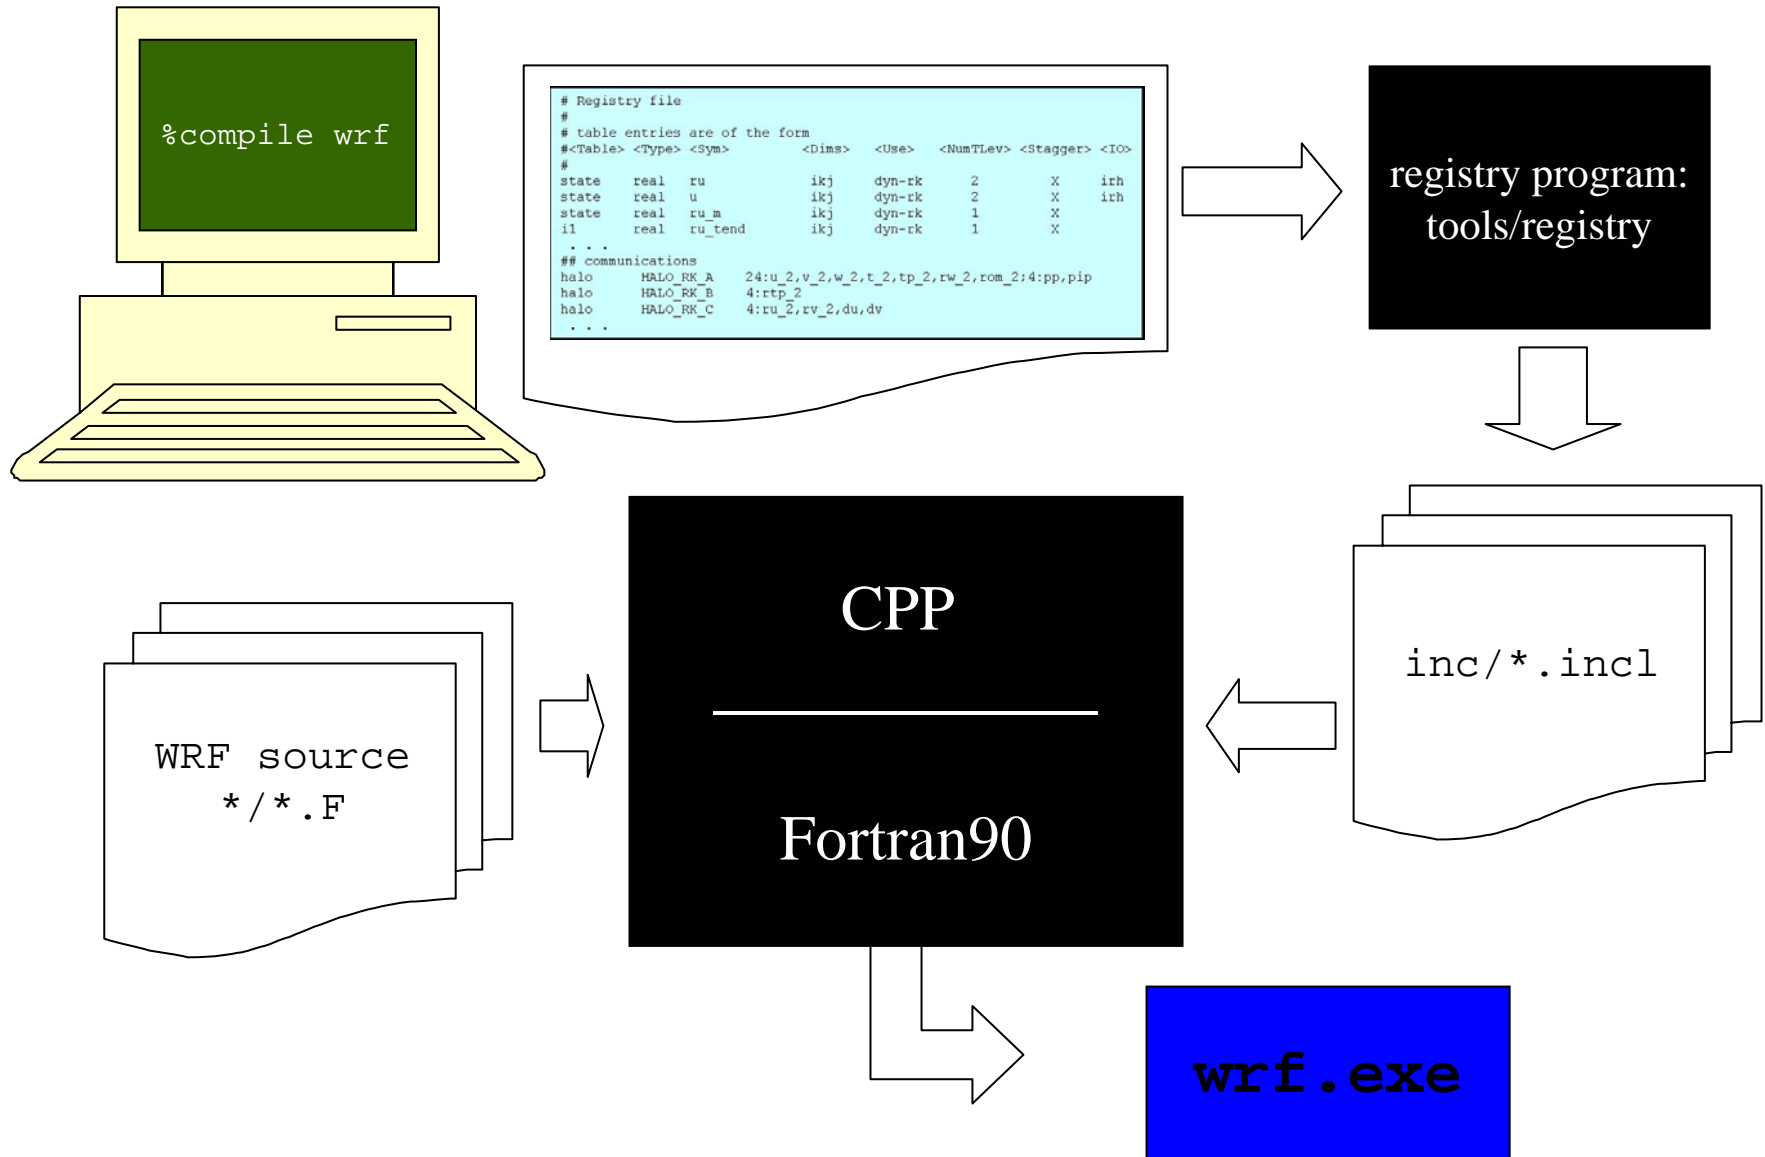 %compile wrf
# Registry file
#
# table entries are of the form
#<Table> <Type> <Sym> <Dims> <Use> <NumTLev> <Stagger> <IO>
#
state real ru ikj dyn-rk 2 X irh
state real u ikj dyn-rk 2 X irh
state real ru_m ikj dyn-rk 1 X
i1 real ru_tend ikj dyn-rk 1 X
. . .
## communications
halo HALO_RK_A 24:u_2,v_2,w_2,t_2,tp_2,rw_2,rom_2;4:pp,pip
halo HALO_RK_B 4:rtp_2
halo HALO_RK_C 4:ru_2,rv_2,du,dv
. . .
registry program:
tools/registry
inc/*.incl
WRF source
*/*.F
CPP
Fortran90
wrf.exe